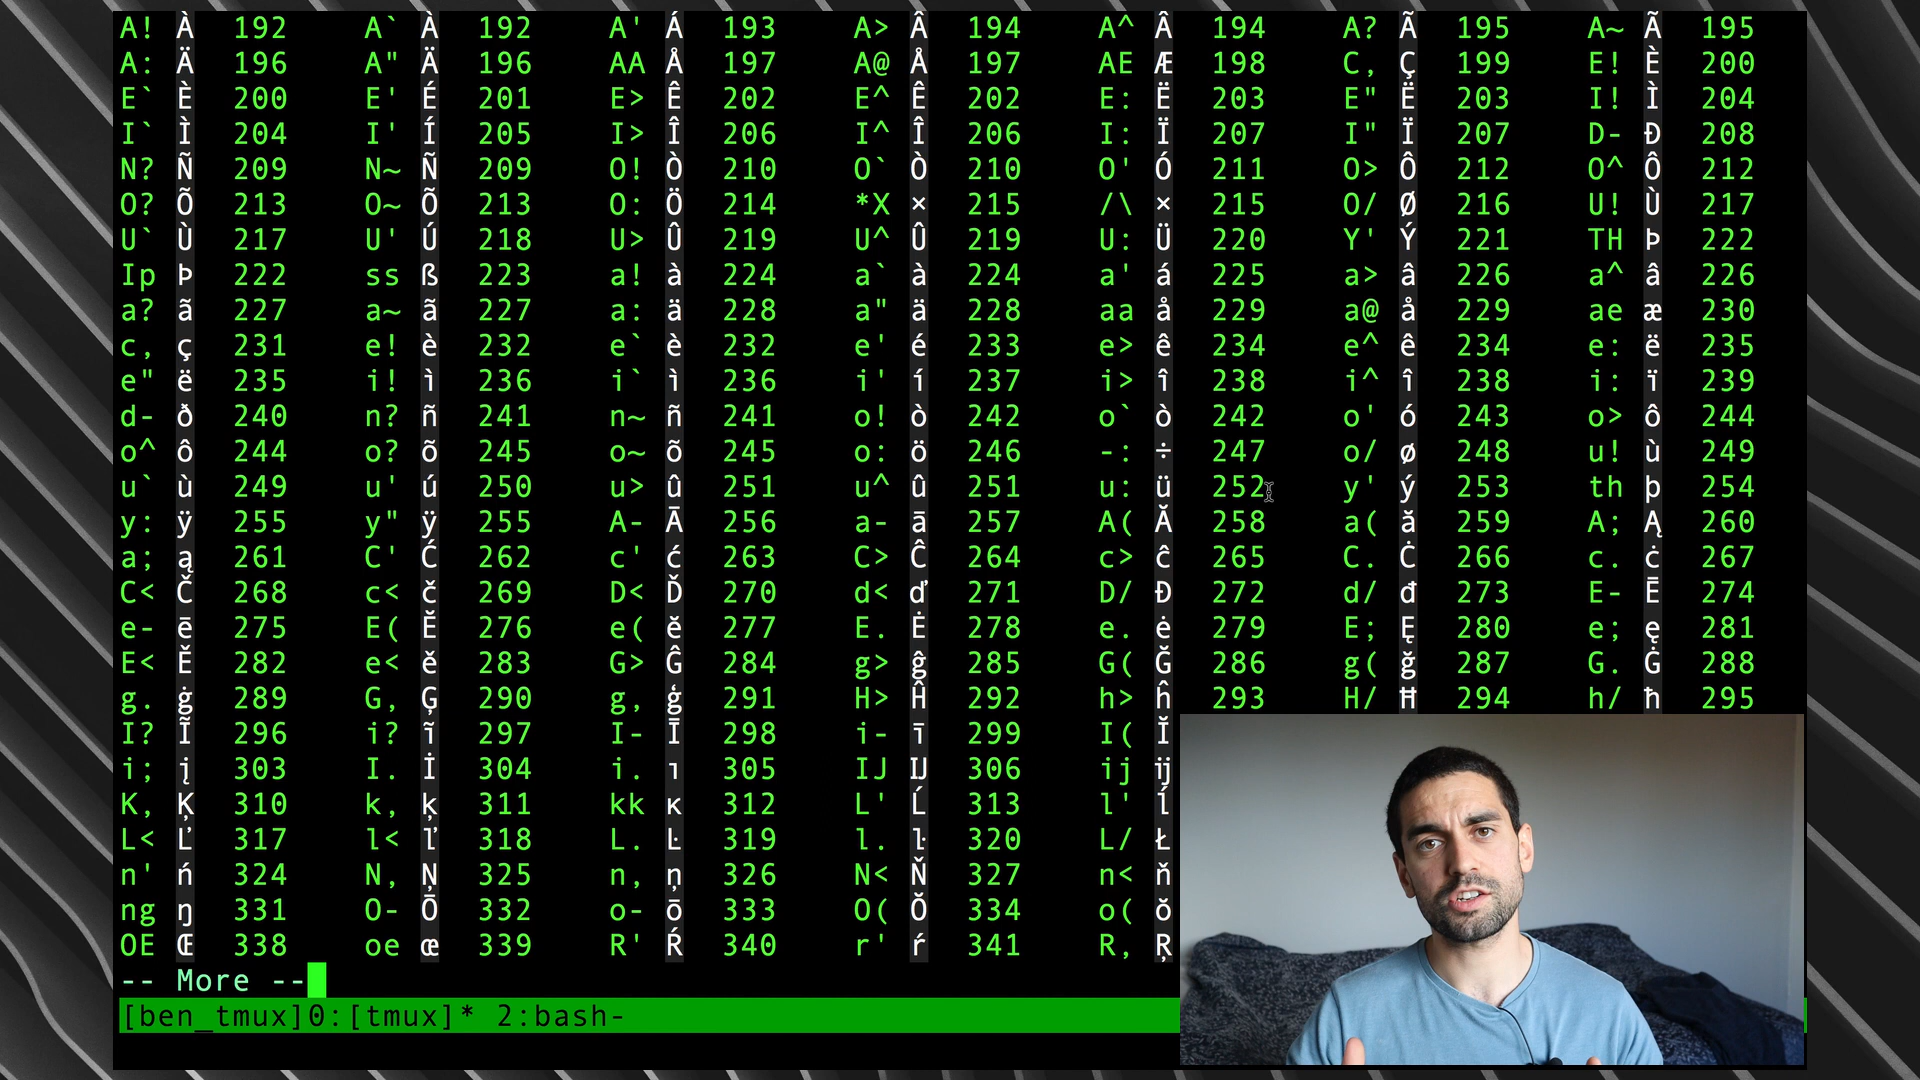 A! À 192 A` À 192 A' Á 193 A> Â 194 A^ Â 194 A? Ã 195 A~ Ã 195
A: Ä 196 A" Ä 196 AA Å 197 A@ Å 197 AE Æ 198 C, Ç 199 E! È 200
E` È 200 E' É 201 E> Ê 202 E^ Ê 202 E: Ë 203 E" Ë 203 I! Ì 204
I` Ì 204 I' Í 205 I> Î 206 I^ Î 206 I: Ï 207 I" Ï 207 D- Ð 208
N? Ñ 209 N~ Ñ 209 O! Ò 210 O` Ò 210 O' Ó 211 O> Ô 212 O^ Ô 212
O? Õ 213 O~ Õ 213 O: Ö 214 *X × 215 /\ × 215 O/ Ø 216 U! Ù 217
U` Ù 217 U' Ú 218 U> Û 219 U^ Û 219 U: Ü 220 Y' Ý 221 TH Þ 222
Ip Þ 222 ss ß 223 a! à 224 a` à 224 a' á 225 a> â 226 a^ â 226
a? ã 227 a~ ã 227 a: ä 228 a" ä 228 aa å 229 a@ å 229 ae æ 230
c, ç 231 e! è 232 e` è 232 e' é 233 e> ê 234 e^ ê 234 e: ë 235
e" ë 235 i! ì 236 i` ì 236 i' í 237 i> î 238 i^ î 238 i: ï 239
d- ð 240 n? ñ 241 n~ ñ 241 o! ò 242 o` ò 242 o' ó 243 o> ô 244
o^ ô 244 o? õ 245 o~ õ 245 o: ö 246 -: ÷ 247 o/ ø 248 u! ù 249
u` ù 249 u' ú 250 u> û 251 u^ û 251 u: ü 252 y' ý 253 th þ 254
y: ÿ 255 y" ÿ 255 A- Ā 256 a- ā 257 A( Ă 258 a( ă 259 A; Ą 260
a; ą 261 C' Ć 262 c' ć 263 C> Ĉ 264 c> ĉ 265 C. Ċ 266 c. ċ 267
C< Č 268 c< č 269 D< Ď 270 d< ď 271 D/ Đ 272 d/ đ 273 E- Ē 274
e- ē 275 E( Ĕ 276 e( ĕ 277 E. Ė 278 e. ė 279 E; Ę 280 e; ę 281
E< Ě 282 e< ě 283 G> Ĝ 284 g> ĝ 285 G( Ğ 286 g( ğ 287 G. Ġ 288
g. ġ 289 G, Ģ 290 g, ģ 291 H> Ĥ 292 h> ĥ 293 H/ Ħ 294 h/ ħ 295
I? Ĩ 296 i? ĩ 297 I- Ī 298 i- ī 299 I( Ĭ
i; į 303 I. İ 304 i. ı 305 IJ Ĳ 306 ij ĳ
K, Ķ 310 k, ķ 311 kk ĸ 312 L' Ĺ 313 l' ĺ
L< Ľ 317 l< ľ 318 L. Ŀ 319 l. ŀ 320 L/ Ł
n' ń 324 N, Ņ 325 n, ņ 326 N< Ň 327 n< ň
ng ŋ 331 O- Ō 332 o- ō 333 O( Ŏ 334 o( ŏ
OE Œ 338 oe œ 339 R' Ŕ 340 r' ŕ 341 R, Ŗ
-- More --
[ben_tmux]0:[tmux]* 2:bash-